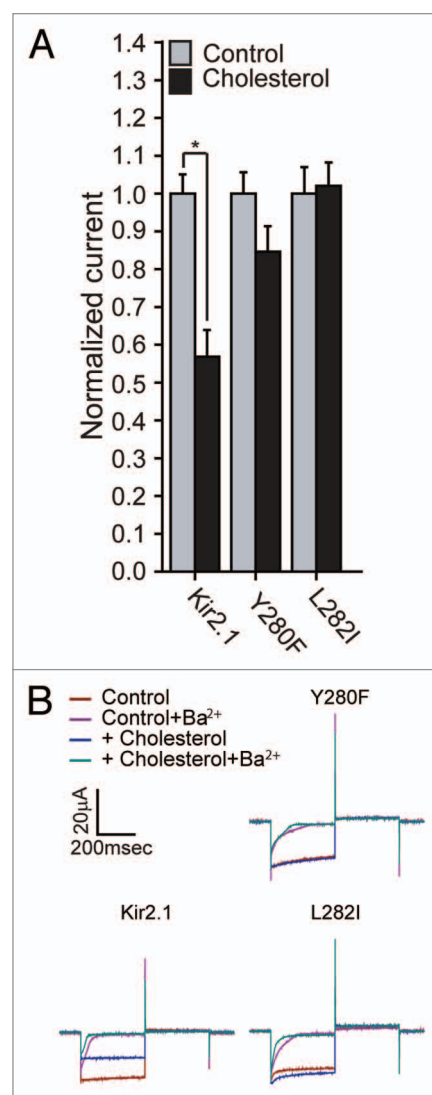 A
Control
Cholesterol
*
Normalized current
1.4
1.3
1.2
1.1
1.0
0.9
0.8
0.7
0.6
0.5
0.4
0.3
0.2
0.1
0.0
Kir2.1
Y280F
L282I
B
Control
Control+Ba²⁺
+ Cholesterol
+ Cholesterol+Ba²⁺
20µA
200msec
Y280F
Kir2.1
L282I